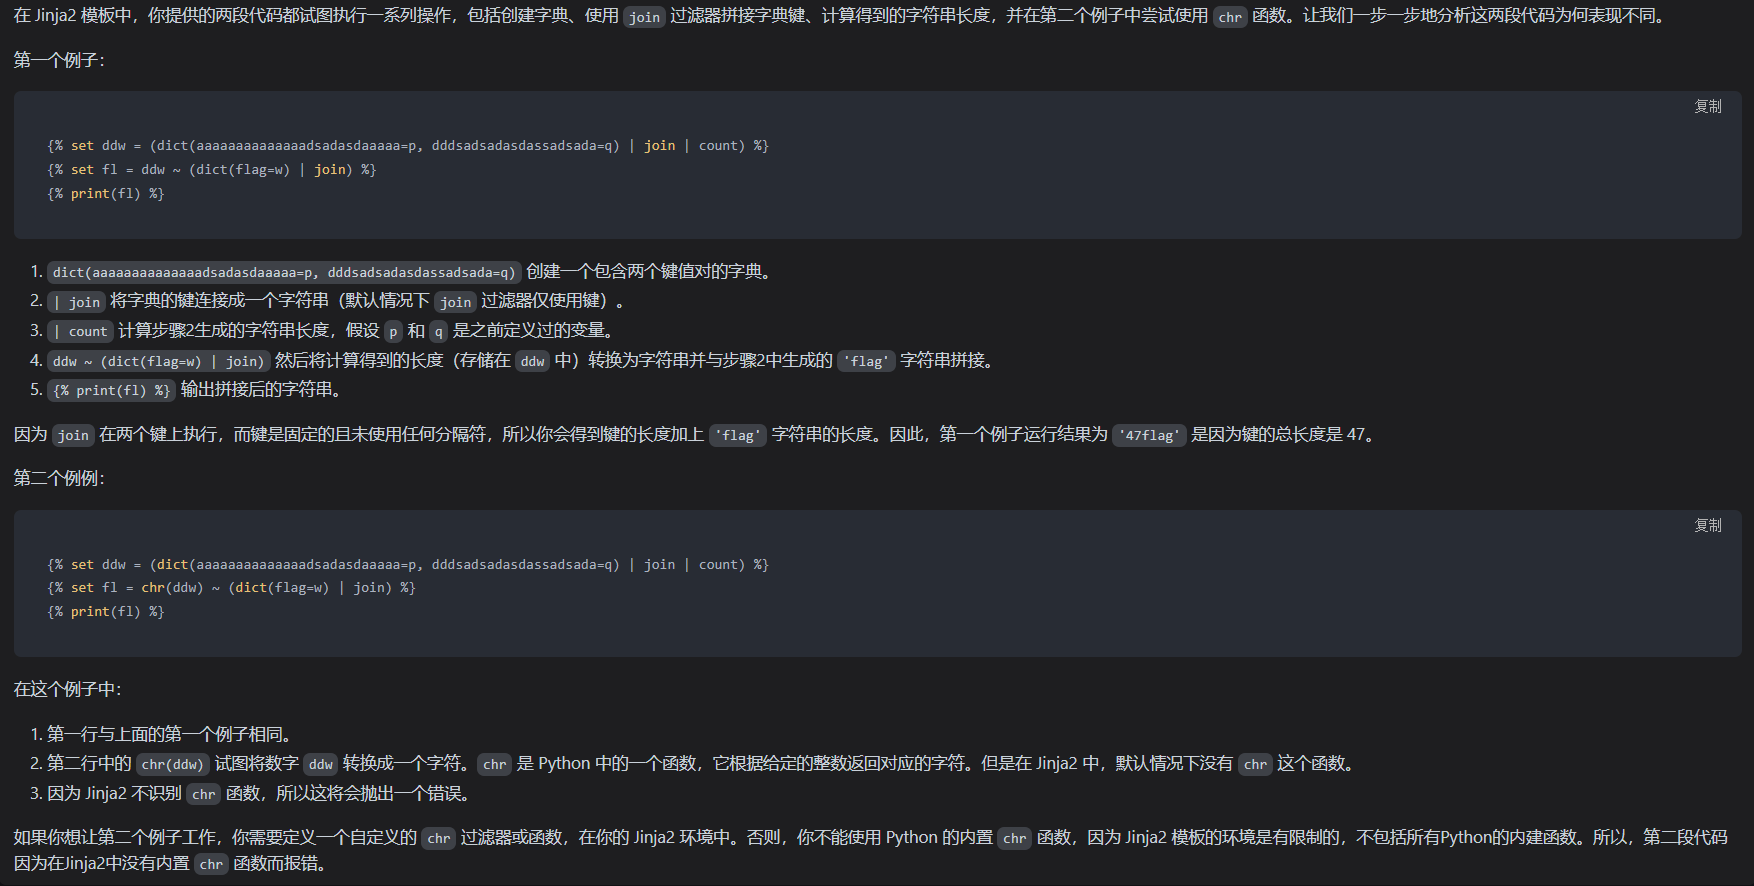 在 Jinja2 模板中，你提供的两段代码都试图执行一系列操作，包括创建字典、使用 join 过滤器拼接字典键、计算得到的字符串长度，并在第二个例子中尝试使用 chr 函数。让我们一步一步地分析这两段代码为何表现不同。
第一个例子：
复制
{% set ddw = (dict(aaaaaaaaaaaaaadsadasdaaaaa=p, dddsadsadasdassadsada=q) | join | count) %}
{% set fl = ddw ~ (dict(flag=w) | join) %}
{% print(fl) %}
1. dict(aaaaaaaaaaaaaadsadasdaaaaa=p, dddsadsadasdassadsada=q) 创建一个包含两个键值对的字典。
2. | join 将字典的键连接成一个字符串（默认情况下 join 过滤器仅使用键）。
3. | count 计算步骤2生成的字符串长度，假设 p 和 q 是之前定义过的变量。
4. ddw ~ (dict(flag=w) | join) 然后将计算得到的长度（存储在 ddw 中）转换为字符串并与步骤2中生成的 'flag' 字符串拼接。
5. {% print(fl) %} 输出拼接后的字符串。
因为 join 在两个键上执行，而键是固定的且未使用任何分隔符，所以你会得到键的长度加上 'flag' 字符串的长度。因此，第一个例子运行结果为 '47flag' 是因为键的总长度是 47。
第二个例例：
复制
{% set ddw = (dict(aaaaaaaaaaaaaadsadasdaaaaa=p, dddsadsadasdassadsada=q) | join | count) %}
{% set fl = chr(ddw) ~ (dict(flag=w) | join) %}
{% print(fl) %}
在这个例子中：
1. 第一行与上面的第一个例子相同。
2. 第二行中的 chr(ddw) 试图将数字 ddw 转换成一个字符。chr 是 Python 中的一个函数，它根据给定的整数返回对应的字符。但是在 Jinja2 中，默认情况下没有 chr 这个函数。
3. 因为 Jinja2 不识别 chr 函数，所以这将会抛出一个错误。
如果你想让第二个例子工作，你需要定义一个自定义的 chr 过滤器或函数，在你的 Jinja2 环境中。否则，你不能使用 Python 的内置 chr 函数，因为 Jinja2 模板的环境是有限制的，不包括所有Python的内建函数。所以，第二段代码
因为在Jinja2中没有内置 chr 函数而报错。